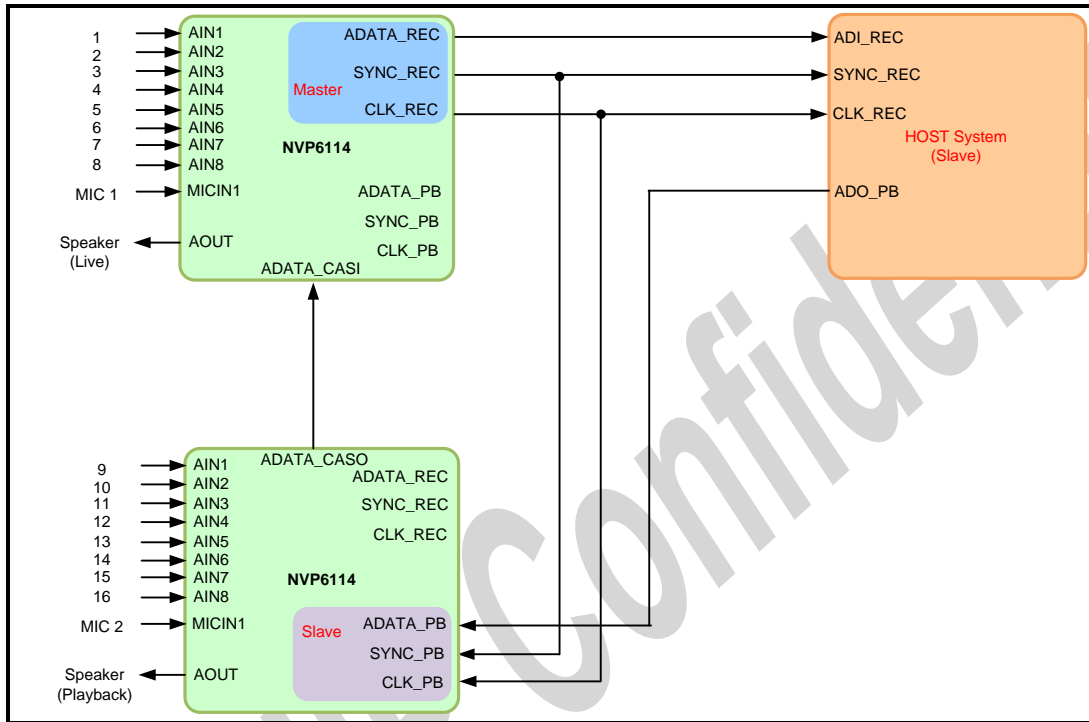 1
2
3
4
5
6
7
8
MIC 1
Speaker
(Live)
AIN1
AIN2
AIN3
AIN4
AIN5
AIN6
AIN7
AIN8
MICIN1
AOUT
ADATA_REC
SYNC_REC
Master
CLK_REC
NVP6114
ADATA_PB
SYNC_PB
CLK_PB
ADATA_CASI
ADI_REC
SYNC_REC
CLK_REC
HOST System
(Slave)
ADO_PB
9
10
11
12
13
14
15
16
MIC 2
Speaker
(Playback)
ADATA_CASO
AIN1
AIN2
AIN3
AIN4
AIN5
AIN6
AIN7
AIN8
MICIN1
AOUT
ADATA_REC
SYNC_REC
CLK_REC
NVP6114
Slave
ADATA_PB
SYNC_PB
CLK_PB